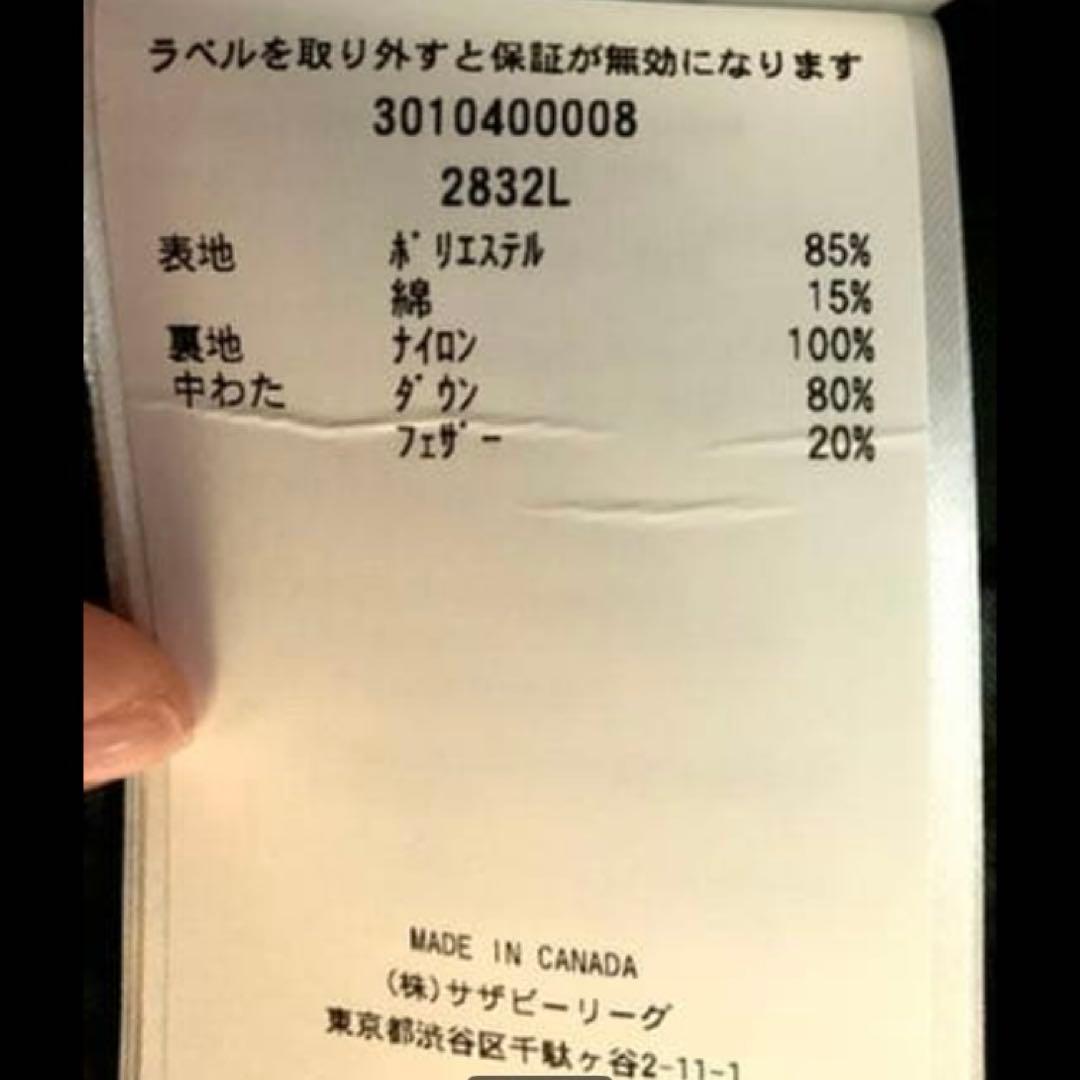 ラベルを取り外すと保証が無効になります
3010400008
2832L
表地 ポリエステル 85%
綿 15%
裏地 ナイロン 100%
中わた ダウン 80%
フェザー 20%
MADE IN CANADA
(株)サザビーリーグ
東京都渋谷区千駄ヶ谷2-11-1